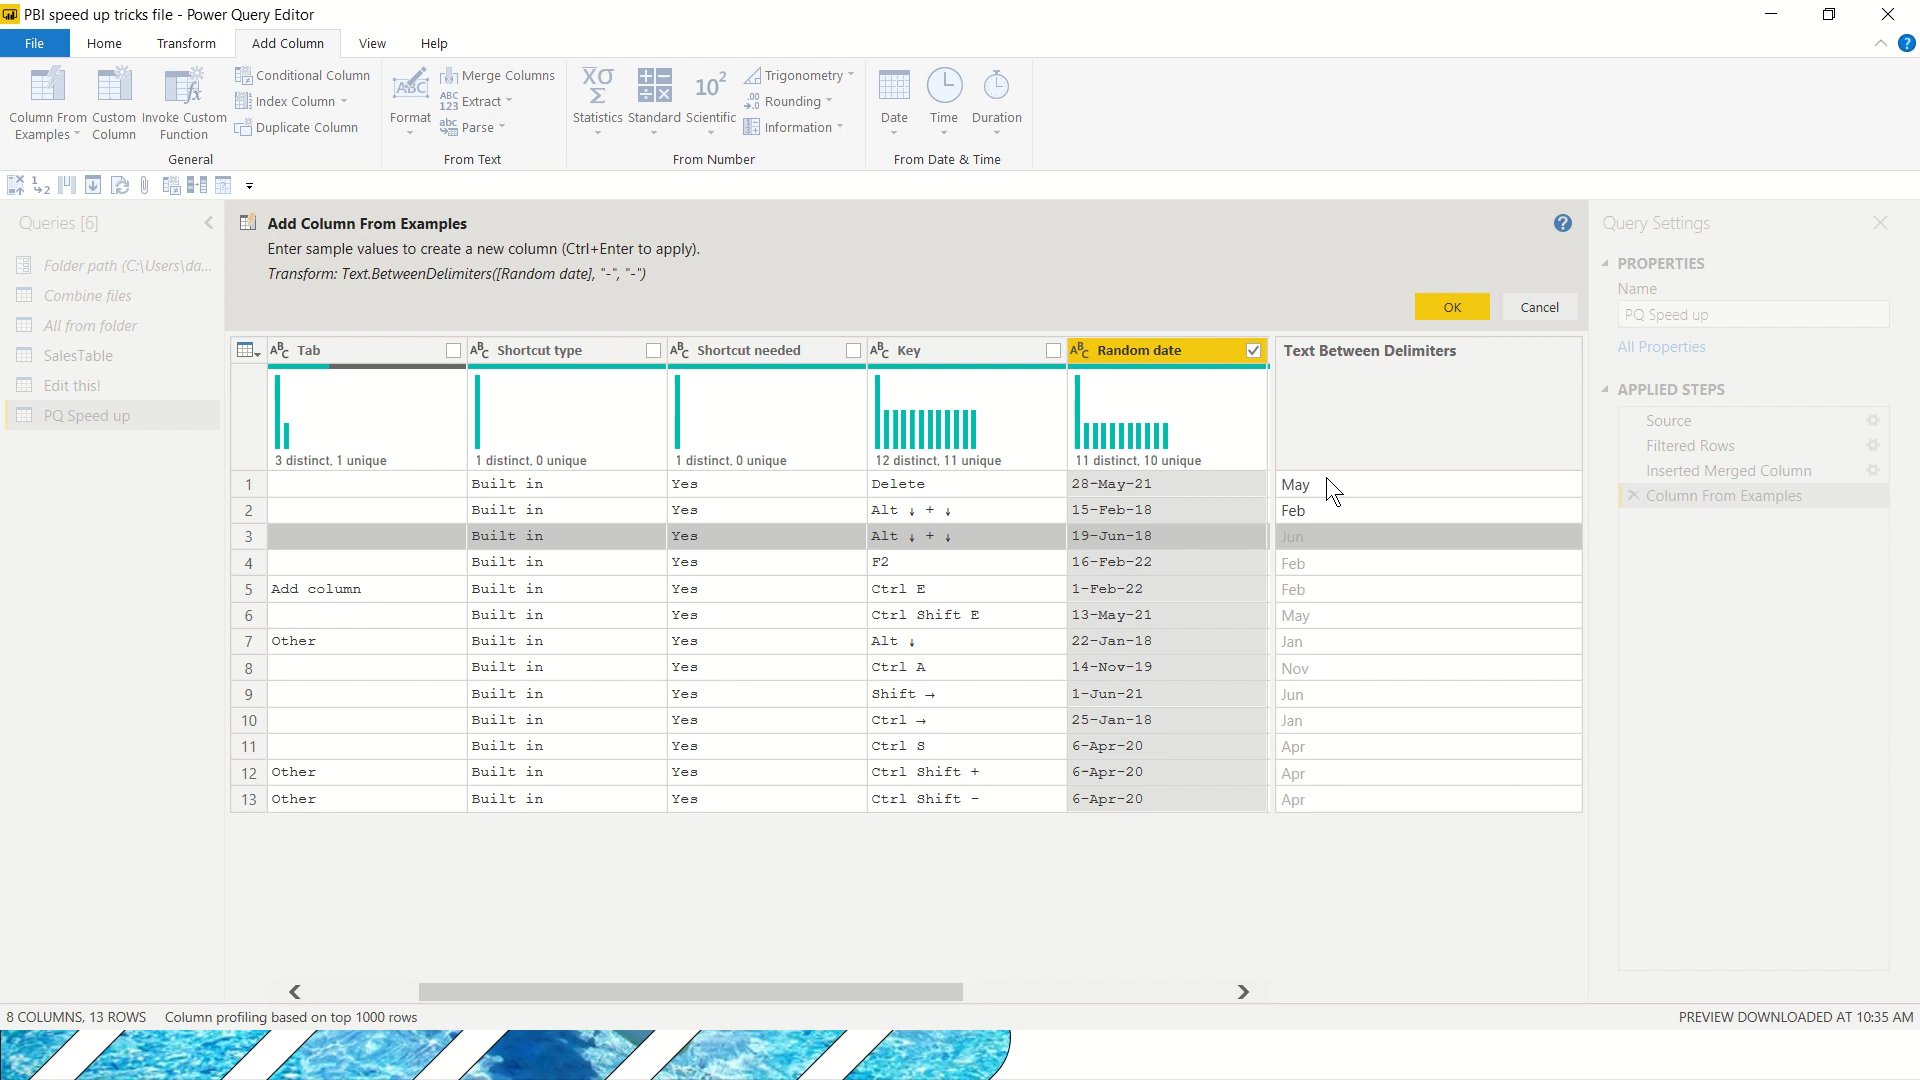 PBI speed up tricks file - Power Query Editor
File Home Transform Add Column View Help
Column From Examples
Custom Column
Invoke Custom Function
Conditional Column
Index Column
Duplicate Column
General
Format
Merge Columns
Extract
Parse
From Text
Statistics
Standard
Scientific
Trigonometry
Rounding
Information
From Number
Date
Time
Duration
From Date & Time
Queries [6]
Folder path (C:\Users\da...
Combine files
All from folder
SalesTable
Edit this!
PQ Speed up
Add Column From Examples
Enter sample values to create a new column (Ctrl+Enter to apply).
Transform: Text.BetweenDelimiters([Random date], "-", "-")
OK Cancel
Tab Shortcut type Shortcut needed Key Random date Text Between Delimiters
3 distinct, 1 unique 1 distinct, 0 unique 1 distinct, 0 unique 12 distinct, 11 unique 11 distinct, 10 unique
1 Built in Yes Delete 28-May-21 May
2 Built in Yes Alt ↓ + ↓ 15-Feb-18 Feb
3 Built in Yes Alt ↓ + ↓ 19-Jun-18 Jun
4 Built in Yes F2 16-Feb-22 Feb
5 Add column Built in Yes Ctrl E 1-Feb-22 Feb
6 Built in Yes Ctrl Shift E 13-May-21 May
7 Other Built in Yes Alt ↓ 22-Jan-18 Jan
8 Built in Yes Ctrl A 14-Nov-19 Nov
9 Built in Yes Shift → 1-Jun-21 Jun
10 Built in Yes Ctrl → 25-Jan-18 Jan
11 Built in Yes Ctrl S 6-Apr-20 Apr
12 Other Built in Yes Ctrl Shift + 6-Apr-20 Apr
13 Other Built in Yes Ctrl Shift - 6-Apr-20 Apr
Query Settings
PROPERTIES
Name
PQ Speed up
All Properties
APPLIED STEPS
Source
Filtered Rows
Inserted Merged Column
Column From Examples
8 COLUMNS, 13 ROWS Column profiling based on top 1000 rows PREVIEW DOWNLOADED AT 10:35 AM